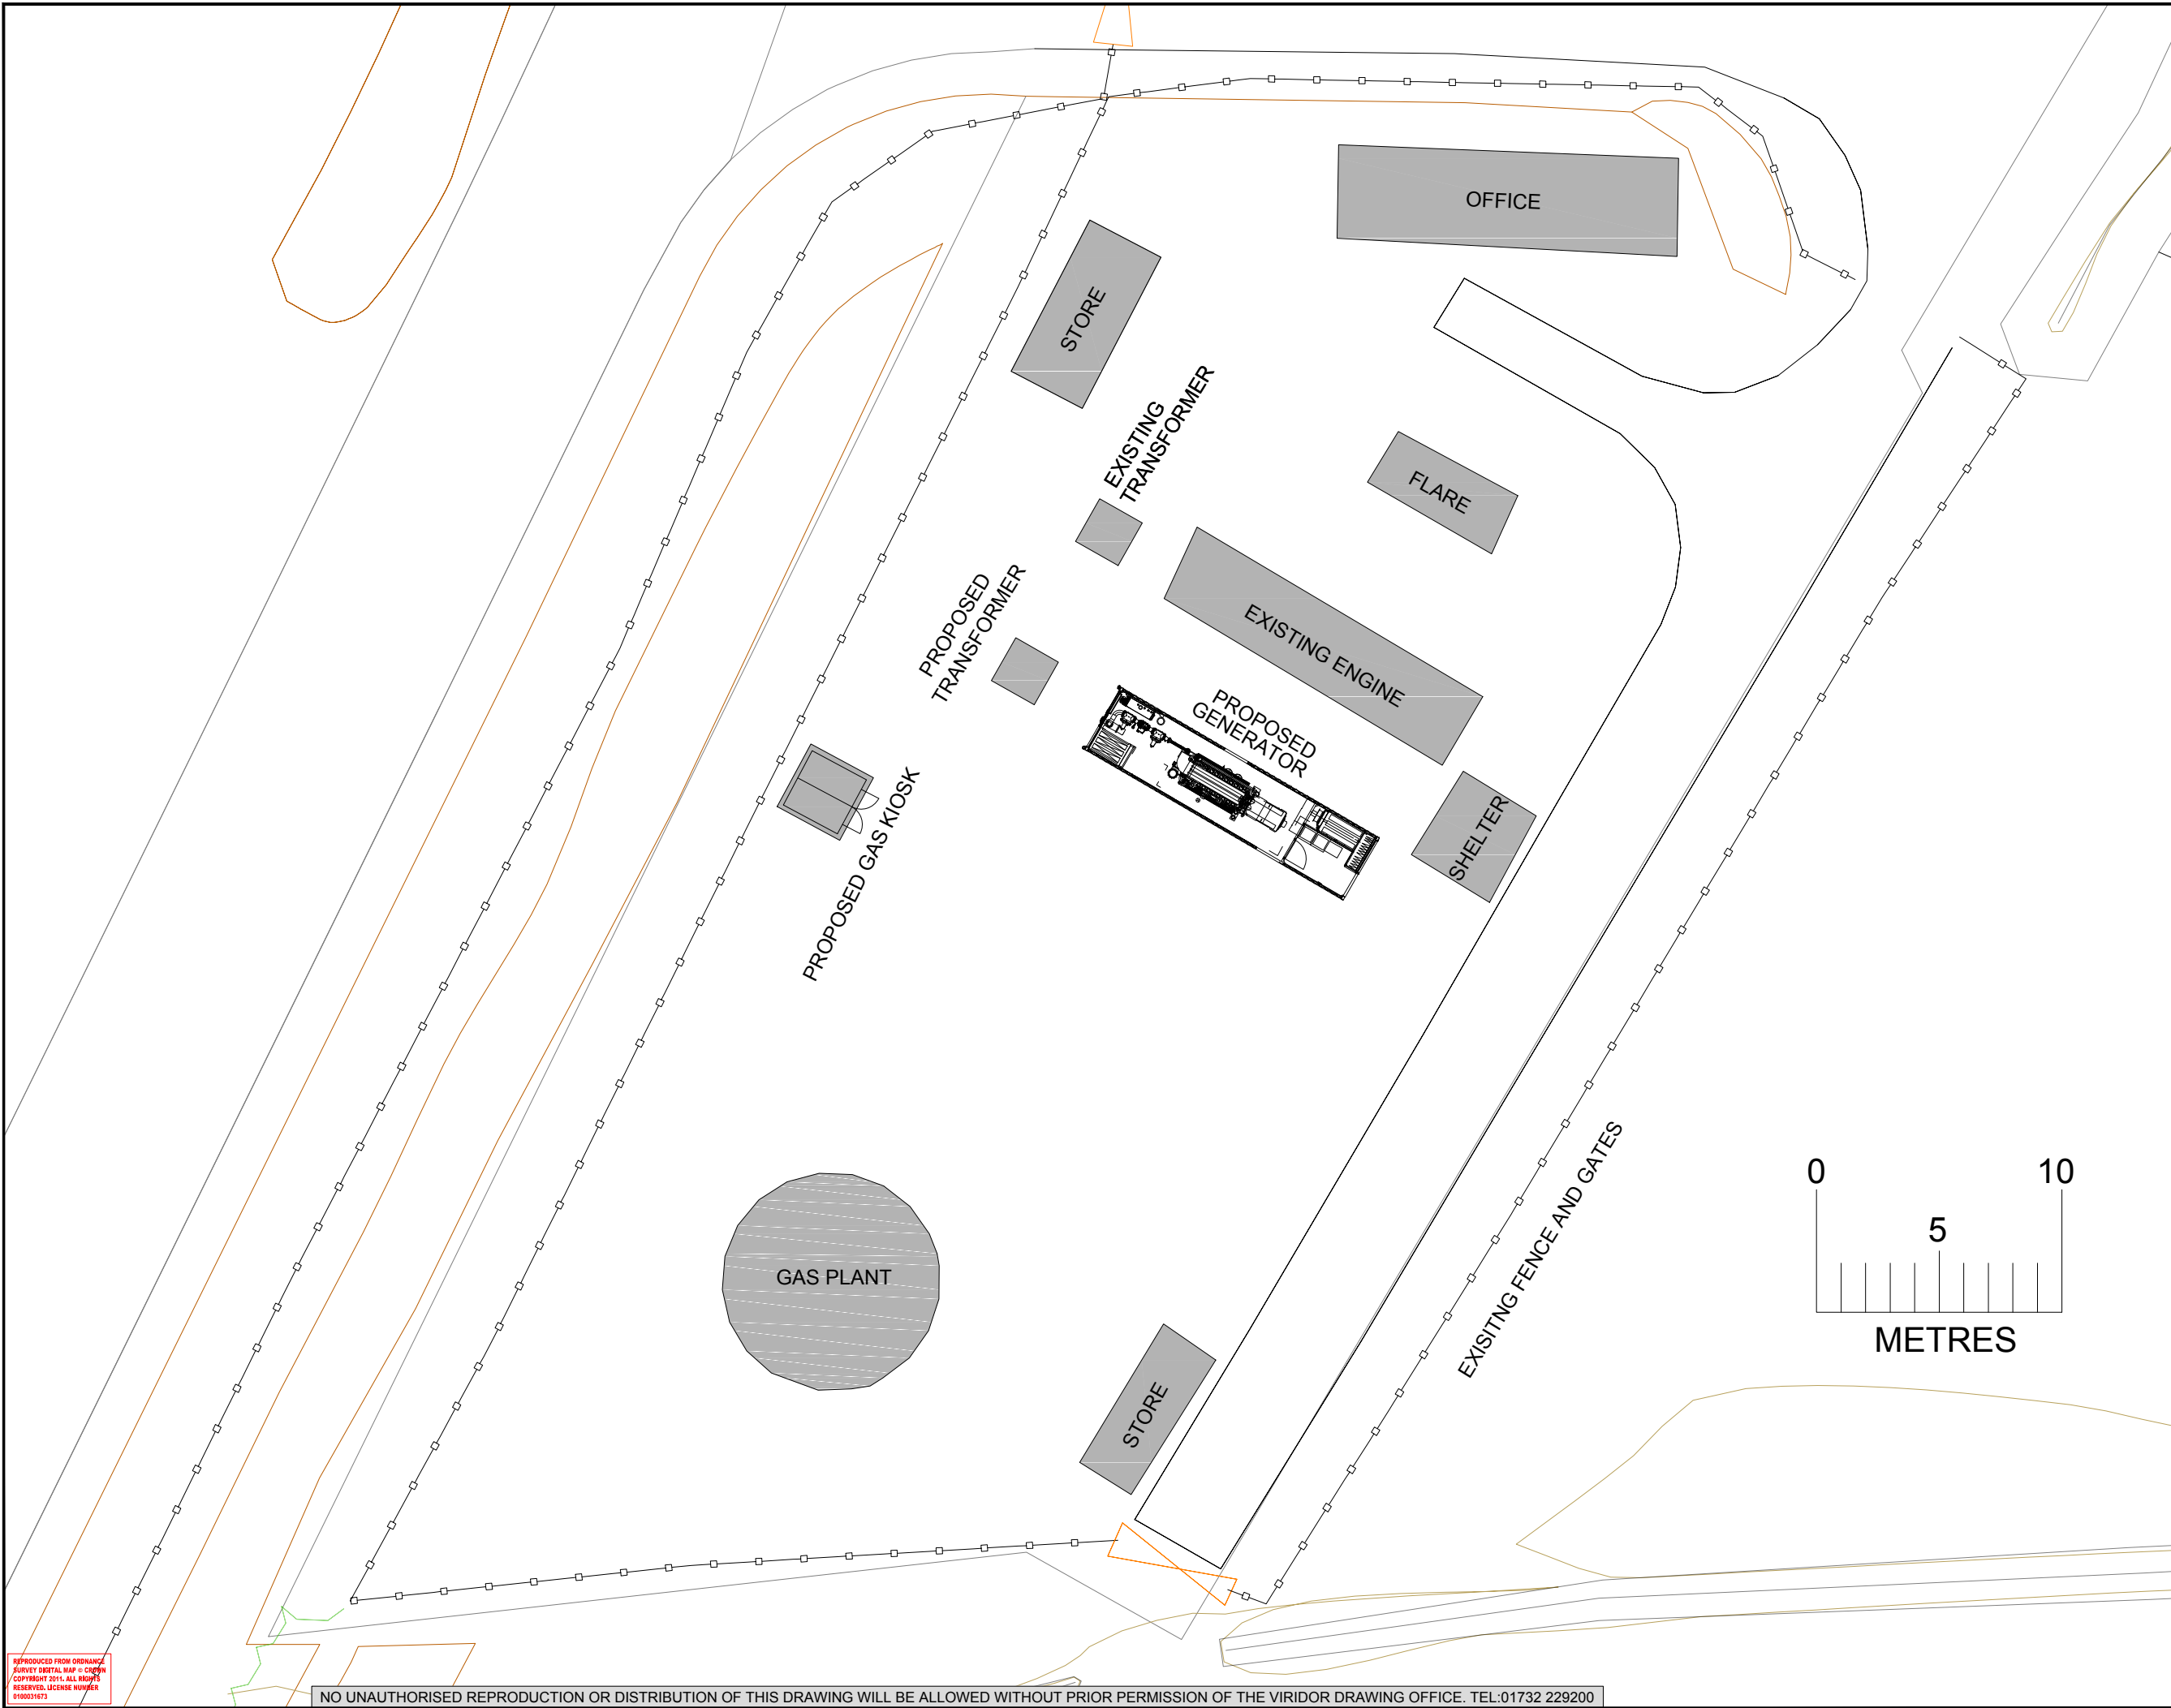 OFFICE
STORE
EXISTING
TRANSFORMER
FLARE
PROPOSED
TRANSFORMER
EXISTING ENGINE
PROPOSED
GENERATOR
PROPOSED GAS KIOSK
SHELTER
EXISITNG FENCE AND GATES
0
10
5
METRES
GAS PLANT
STORE
REPRODUCED FROM ORDNANCE
SURVEY DIGITAL MAP © CROWN
COPYRIGHT 2011. ALL RIGHTS
RESERVED. LICENSE NUMBER
0100031673
NO UNAUTHORISED REPRODUCTION OR DISTRIBUTION OF THIS DRAWING WILL BE ALLOWED WITHOUT PRIOR PERMISSION OF THE VIRIDOR DRAWING OFFICE. TEL:01732 229200